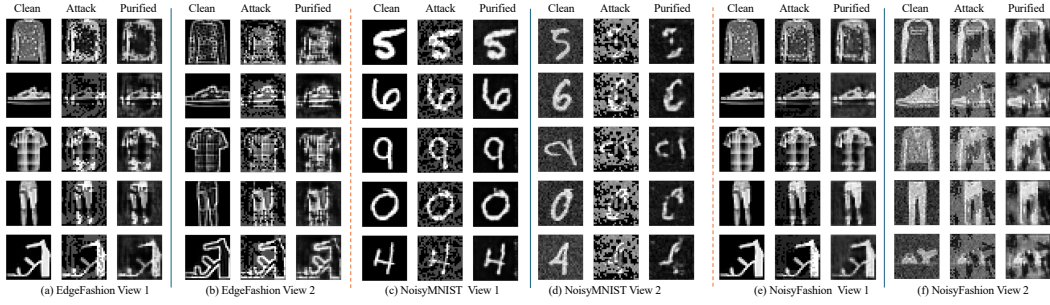 Clean Attack Purified Clean Attack Purified Clean Attack Purified Clean Attack Purified Clean Attack Purified Clean Attack Purified
(a) EdgeFashion View 1 (b) EdgeFashion View 2 (c) NoisyMNIST View 1 (d) NoisyMNIST View 2 (e) NoisyFashion View 1 (f) NoisyFashion View 2